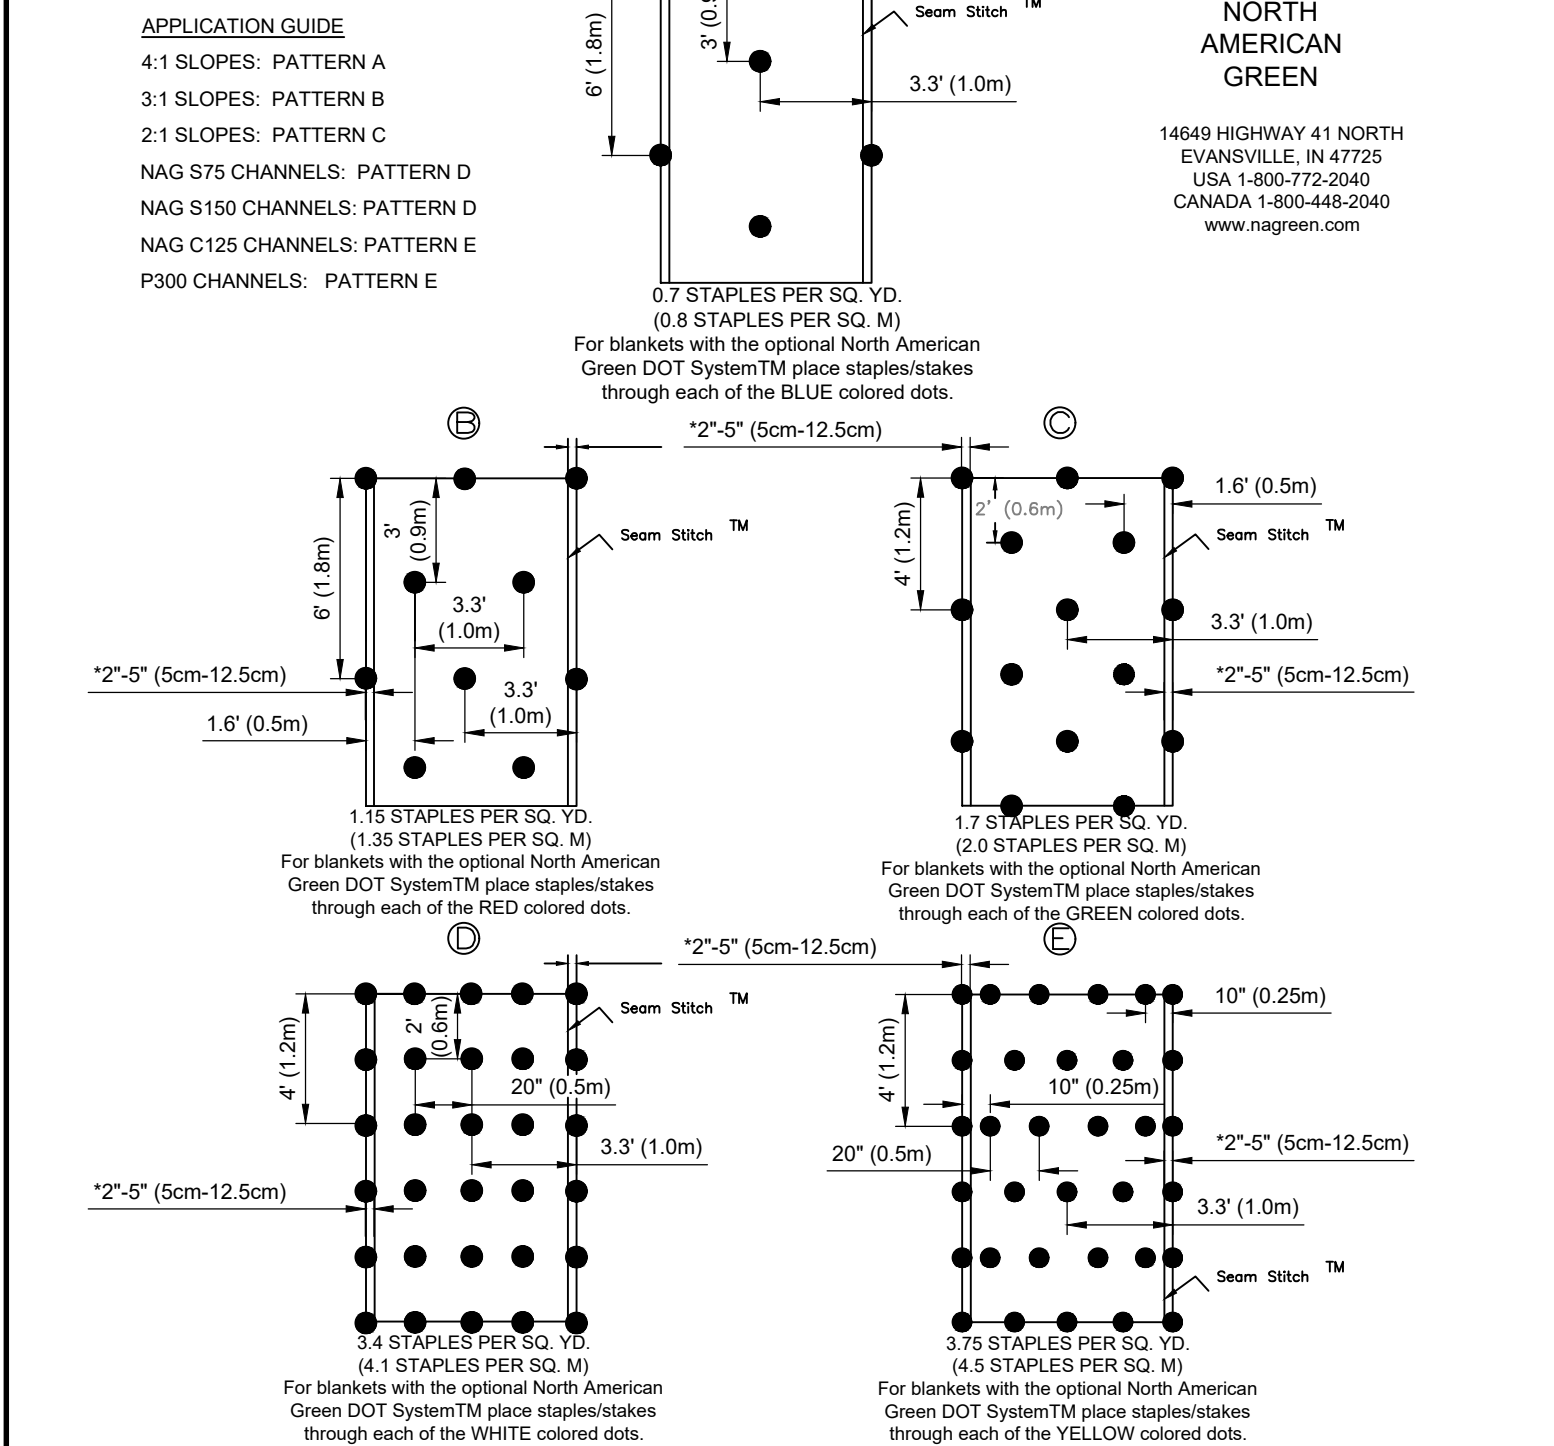 APPLICATION GUIDE
4:1 SLOPES: PATTERN A
3:1 SLOPES: PATTERN B
2:1 SLOPES: PATTERN C
NAG S75 CHANNELS: PATTERN D
NAG S150 CHANNELS: PATTERN D
NAG C125 CHANNELS: PATTERN E
P300 CHANNELS: PATTERN E
6' (1.8m)
Seam Stitch TM
3.3' (1.0m)
NORTH
AMERICAN
GREEN
14649 HIGHWAY 41 NORTH
EVANSVILLE, IN 47725
USA 1-800-772-2040
CANADA 1-800-448-2040
www.nagreen.com
0.7 STAPLES PER SQ. YD.
(0.8 STAPLES PER SQ. M)
For blankets with the optional North American
Green DOT SystemTM place staples/stakes
through each of the BLUE colored dots.
B
*2"-5" (5cm-12.5cm)
6' (1.8m)
3'
(0.9m)
Seam Stitch TM
3.3'
(1.0m)
*2"-5" (5cm-12.5cm)
3.3'
(1.0m)
1.6' (0.5m)
1.15 STAPLES PER SQ. YD.
(1.35 STAPLES PER SQ. M)
For blankets with the optional North American
Green DOT SystemTM place staples/stakes
through each of the RED colored dots.
C
1.6' (0.5m)
2' (0.6m)
4' (1.2m)
Seam Stitch TM
3.3' (1.0m)
*2"-5" (5cm-12.5cm)
1.7 STAPLES PER SQ. YD.
(2.0 STAPLES PER SQ. M)
For blankets with the optional North American
Green DOT SystemTM place staples/stakes
through each of the GREEN colored dots.
D
*2"-5" (5cm-12.5cm)
4' (1.2m)
2'
(0.6m)
Seam Stitch TM
20" (0.5m)
3.3' (1.0m)
*2"-5" (5cm-12.5cm)
3.4 STAPLES PER SQ. YD.
(4.1 STAPLES PER SQ. M)
For blankets with the optional North American
Green DOT SystemTM place staples/stakes
through each of the WHITE colored dots.
E
10" (0.25m)
4' (1.2m)
10" (0.25m)
*2"-5" (5cm-12.5cm)
20" (0.5m)
3.3' (1.0m)
Seam Stitch TM
3.75 STAPLES PER SQ. YD.
(4.5 STAPLES PER SQ. M)
For blankets with the optional North American
Green DOT SystemTM place staples/stakes
through each of the YELLOW colored dots.